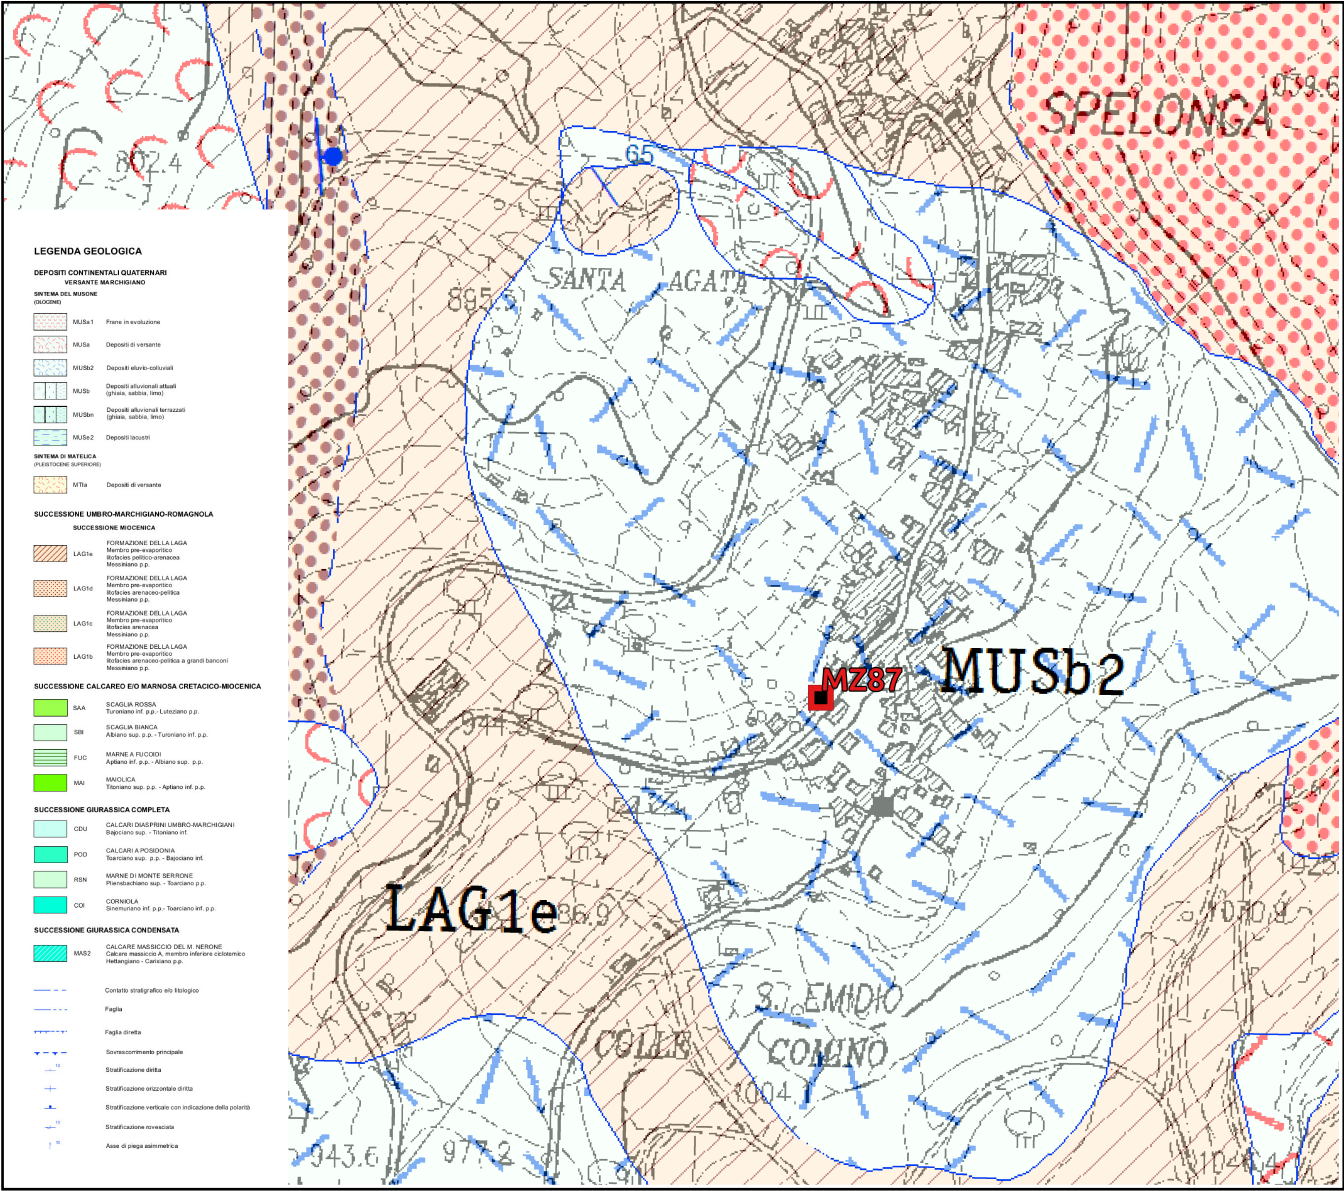 SPELONGA
939.6
802.4
65
SANTA AGATA
895.5
LEGENDA GEOLOGICA
DEPOSITI CONTINENTALI QUATERNARI
VERSANTE MARCHIGIANO
SINTEMA DEL MUSONE
(OLOCENE)
MUSa1 Frane in evoluzione
MUSa Depositi di versante
MUSb2 Depositi eluvio-colluviali
MUSb Depositi alluvionali attuali
(ghiaia, sabbia, limo)
MUSbn Depositi alluvionali terrazzati
(ghiaia, sabbia, limo)
MUSe2 Depositi lacustri
SINTEMA DI MATELICA
(PLEISTOCENE SUPERIORE)
MTIa Depositi di versante
SUCCESSIONE UMBRO-MARCHIGIANO-ROMAGNOLA
SUCCESSIONE MIOCENICA
LAG1e FORMAZIONE DELLA LAGA
Membro pre-evaporitico
litofacies pelitico-arenacea
Messiniano p.p.
LAG1d FORMAZIONE DELLA LAGA
Membro pre-evaporitico
litofacies arenaceo-pelitica
Messiniano p.p.
LAG1c FORMAZIONE DELLA LAGA
Membro pre-evaporitico
litofacies arenacea
Messiniano p.p.
LAG1b FORMAZIONE DELLA LAGA
Membro pre-evaporitico
litofacies arenaceo-pelitica a grandi banconi
Messiniano p.p.
SUCCESSIONE CALCAREO E/O MARNOSA CRETACICO-MIOCENICA
SAA SCAGLIA ROSSA
Turoniano inf. p.p.- Luteziano p.p.
SBI SCAGLIA BIANCA
Albiano sup. p.p. - Turoniano inf. p.p.
FUC MARNE A FUCOIDI
Aptiano inf. p.p. - Albiano sup. p.p.
MAI MAIOLICA
Titoniano sup. p.p. - Aptiano inf. p.p.
SUCCESSIONE GIURASSICA COMPLETA
CDU CALCARI DIASPRINI UMBRO-MARCHIGIANI
Bajociano sup. - Titoniano inf.
POD CALCARI A POSIDONIA
Toarciano sup. p.p. - Bajociano inf.
RSN MARNE DI MONTE SERRONE
Pliensbachiano sup. - Toarciano p.p.
COI CORNIOLA
Sinemuriano inf. p.p.- Toarciano inf. p.p.
SUCCESSIONE GIURASSICA CONDENSATA
MAS2 CALCARE MASSICCIO DEL M. NERONE
Calcare massiccio A, membro inferiore ciclotemico
Hettangiano - Carixiano p.p.
Contatto stratigrafico e/o litologico
Faglia
Faglia diretta
Sovrascorrimento principale
Stratificazione diritta
Stratificazione orizzontale diritta
Stratificazione verticale con indicazione della polarità
Stratificazione rovesciata
Asse di piega asimmetrica
MZ87
MUSb2
LAG1e
1030.9
S. EMIDIO
COLLE COMINO
943.6
977.2